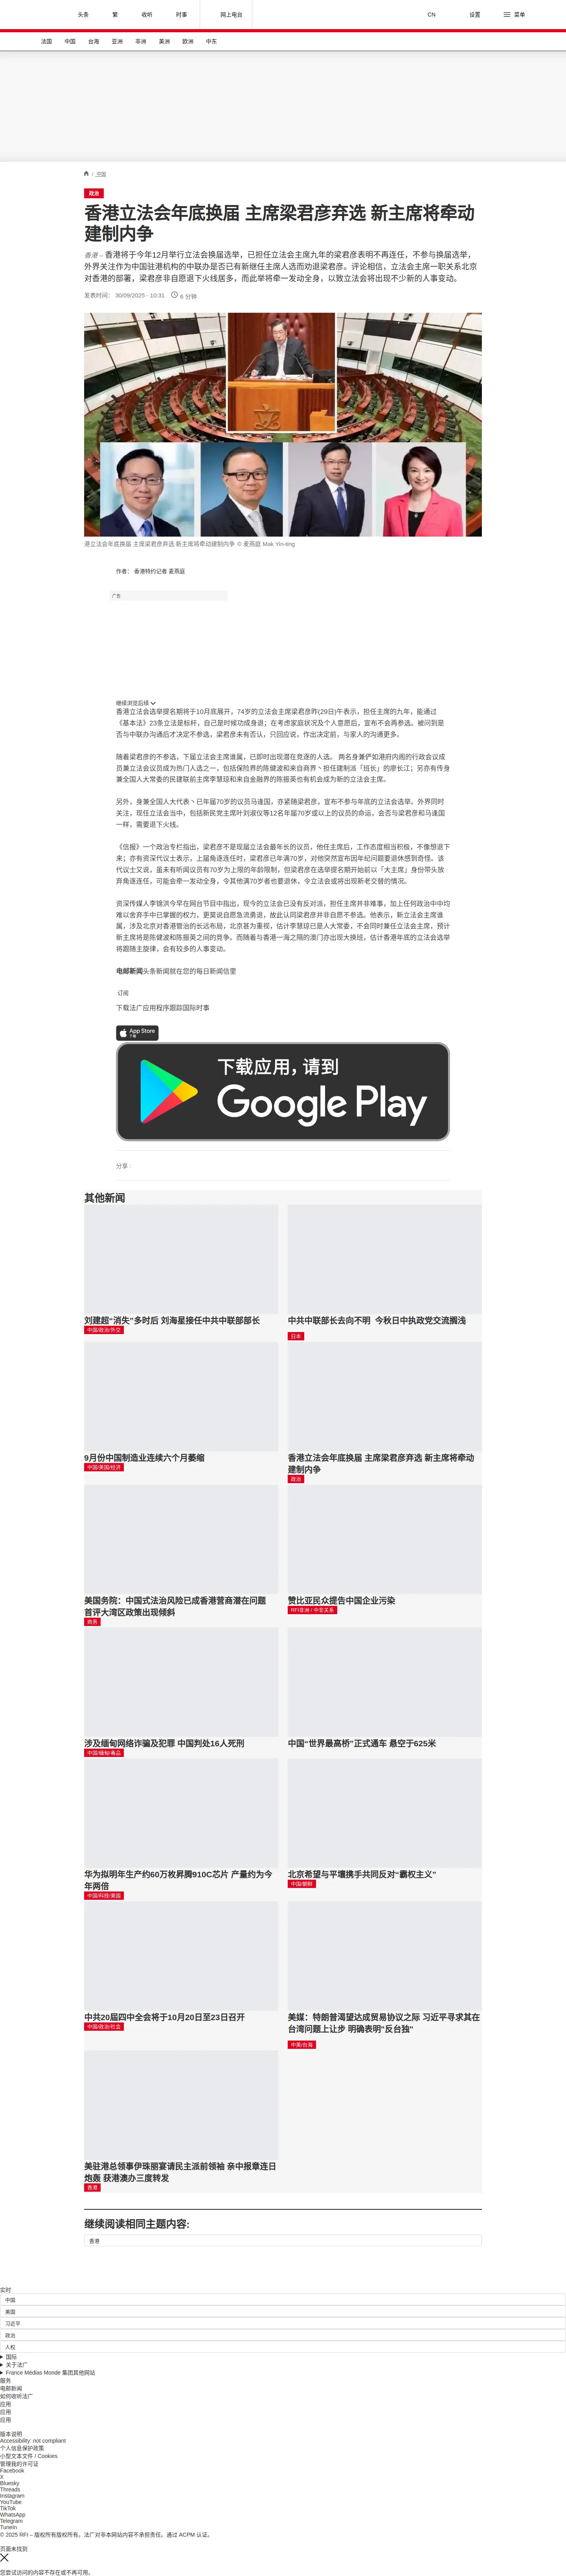 头条
繁
收听
时事
网上电台
CN
设置
菜单
法国
中国
台海
亚洲
非洲
美洲
欧洲
中东
/ 中国
政治
香港立法会年底换届 主席梁君彦弃选 新主席将牵动
建制内争
香港 – 香港将于今年12月举行立法会换届选举，已担任立法会主席九年的梁君彦表明不再连任，不参与换届选举，
外界关注作为中国驻港机构的中联办是否已有新继任主席人选而劝退梁君彦。评论相信，立法会主席一职关系北京
对香港的部署，梁君彦非自愿退下火线居多，而此举将牵一发动全身，以致立法会将出现不少新的人事变动。
发表时间： 30/09/2025 - 10:31
6 分钟
港立法会年底换届 主席梁君彦弃选 新主席将牵动建制内争 © 麦燕庭 Mak Yin-ting
作者： 香港特约记者 麦燕庭
广告
继续浏览后续
香港立法会选举提名期将于10月底展开，74岁的立法会主席梁君彦昨(29日)午表示，担任主席的九年，能通过
《基本法》23条立法是标杆，自己是时候功成身退；在考虑家庭状况及个人意愿后，宣布不会再参选。被问到是
否与中联办沟通后才决定不参选，梁君彦未有否认，只回应说，作出决定前，与家人的沟通更多。
随着梁君彦的不参选，下届立法会主席谁属，已即时出现潜在竞逐的人选。 两名身兼俨如港府内阁的行政会议成
员兼立法会议员成为热门人选之一，包括保险界的陈健波和来自商界丶担任建制派「班长」的廖长江；另亦有传身
兼全国人大常委的民建联前主席李慧琼和来自金融界的陈振英也有机会成为新的立法会主席。
另外，身兼全国人大代表丶已年届70岁的议员马逢国，亦紧随梁君彦，宣布不参与年底的立法会选举。外界同时
关注，现任立法会当中，包括新民党主席叶刘淑仪等12名年届70岁或以上的议员的命运，会否与梁君彦和马逢国
一样，需要退下火线。
《信报》一个政治专栏指出，梁君彦不是现届立法会最年长的议员，他任主席后，工作态度相当积极，不像想退下
来；亦有资深代议士表示，上届角逐连任时，梁君彦已年满70岁，对他突然宣布因年纪问题要退休感到奇怪。该
代议士又说，虽未有听闻议员有70岁为上限的年龄限制，但梁君彦在选举提名期开始前以「大主席」身份带头放
弃角逐连任，可能会牵一发动全身，令其他满70岁者也要退休，令立法会或将出现新老交替的情况。
资深传媒人李锦洪今早在网台节目中指出，现今的立法会已没有反对派，担任主席并非难事，加上任何政治中中均
难以舍弃手中已掌握的权力，更莫说自愿急流勇退，故此认同梁君彦并非自愿不参选。他表示，新立法会主席谁
属，涉及北京对香港管治的长远布局，北京甚为重视，估计李慧琼已是人大常委，不会同时兼任立法会主席，预计
新主席将是陈健波和陈振英之间的竞争。而随着与香港一海之隔的澳门亦出现大换班，估计香港年底的立法会选举
将跟随主旋律，会有较多的人事变动。
电邮新闻头条新闻就在您的每日新闻信里
订阅
下载法广应用程序跟踪国际时事
App Store
下载
下载应用，请到
Google Play
分享 :
其他新闻
刘建超“消失”多时后 刘海星接任中共中联部部长
中国/政治/外交
中共中联部长去向不明 今秋日中执政党交流搁浅
日本
9月份中国制造业连续六个月萎缩
中国/美国/经济
香港立法会年底换届 主席梁君彦弃选 新主席将牵动
建制内争
政治
美国务院：中国式法治风险已成香港营商潜在问题
首评大湾区政策出现倾斜
商务
赞比亚民众提告中国企业污染
RFI非洲 / 中非关系
涉及缅甸网络诈骗及犯罪 中国判处16人死刑
中国/缅甸/毒品
中国“世界最高桥”正式通车 悬空于625米
华为拟明年生产约60万枚昇腾910C芯片 产量约为今
年两倍
中国/科技/美国
北京希望与平壤携手共同反对“霸权主义”
中国/朝鲜
中共20届四中全会将于10月20日至23日召开
中国/政治/社会
美媒：特朗普渴望达成贸易协议之际 习近平寻求其在
台湾问题上让步 明确表明“反台独”
中美/台海
美驻港总领事伊珠丽宴请民主派前领袖 亲中报章连日
炮轰 获港澳办三度转发
香港
继续阅读相同主题内容:
香港
实时
中国
美国
习近平
政治
人权
国际
关于法广
France Médias Monde 集团其他网站
服务
电邮新闻
如何收听法广
应用
应用
应用
版本说明
Accessibility: not compliant
个人信息保护政策
小型文本文件 / Cookies
管理我的许可证
Facebook
X
Bluesky
Threads
Instagram
YouTube
TikTok
WhatsApp
Telegram
TuneIn
© 2025 RFI – 版权所有版权所有。法广对非本网站内容不承担责任。通过 ACPM 认证。
页面未找到
您尝试访问的内容不存在或不再可用。